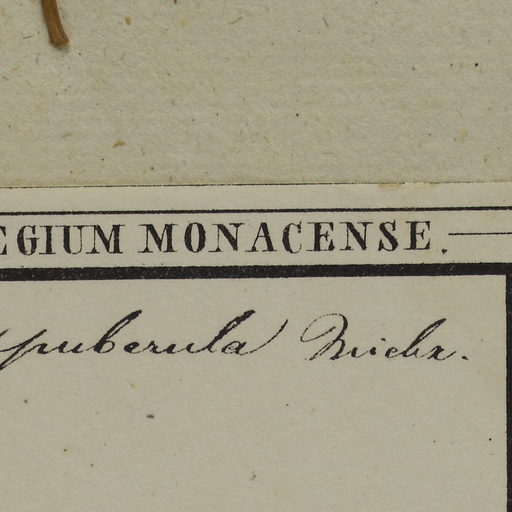 EGIUM MONACENSE.
puberula Michx.